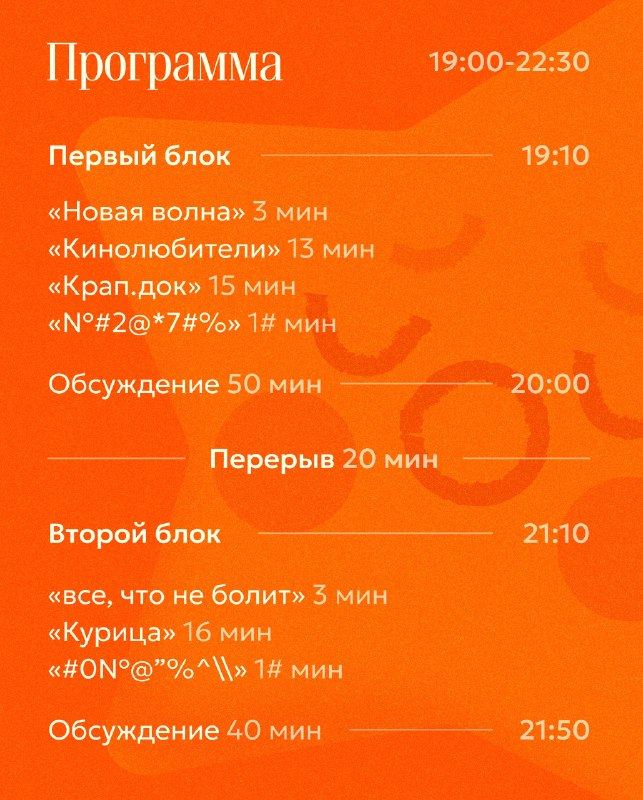 Программа 19:00-22:30
Первый блок 19:10
«Новая волна» 3 мин
«Кинолюбители» 13 мин
«Крап.док» 15 мин
«№#2@*7#%» 1# мин
Обсуждение 50 мин 20:00
Перерыв 20 мин
Второй блок 21:10
«все, что не болит» 3 мин
«Курица» 16 мин
«#0№@”%^\\» 1# мин
Обсуждение 40 мин 21:50